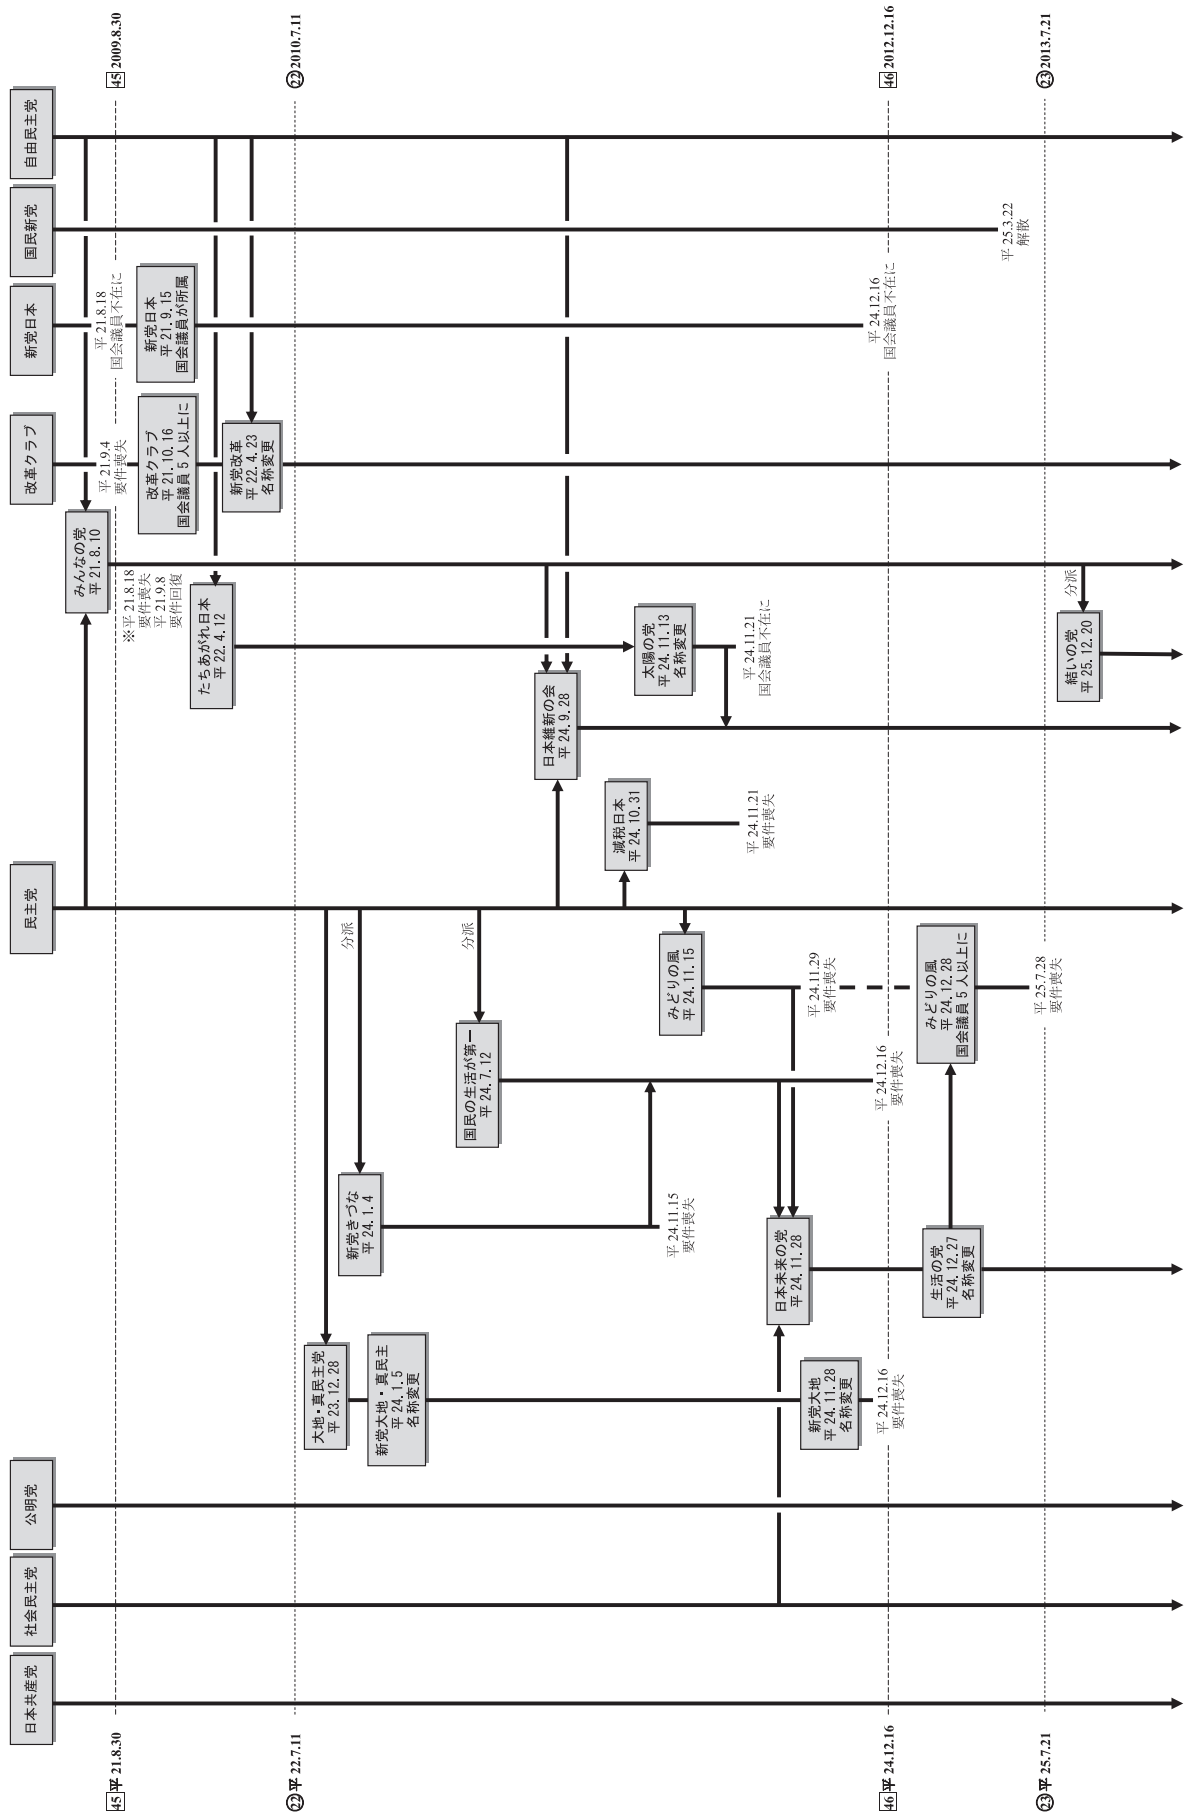 45 平 21.8.30
22 平 22.7.11
46 平 24.12.16
23 平 25.7.21
日本共産党
社会民主党
公明党
大地・真民主党
平 23.12.28
新党大地・真民主
平 24.1.5
名称変更
新党大地
平 24.11.28
名称変更
平 24.12.16
要件喪失
新党きづな
平 24.1.4
平 24.11.15
要件喪失
日本未来の党
平 24.11.28
生活の党
平 24.12.27
名称変更
国民の生活が第一
平 24.7.12
平 24.12.16
要件喪失
みどりの風
平 24.11.15
平 24.11.29
要件喪失
みどりの風
平 24.12.28
国会議員 5 人以上に
平 25.7.28
要件喪失
民主党
分派
分派
減税日本
平 24.10.31
平 24.11.21
要件喪失
日本維新の会
平 24.9.28
たちあがれ日本
平 22.4.12
太陽の党
平 24.11.13
名称変更
平 24.11.21
国会議員不在に
結いの党
平 25.12.20
分派
みんなの党
平 21.8.10
※平 21.8.18
要件喪失
平 21.9.8
要件回復
改革クラブ
平 21.9.4
要件喪失
改革クラブ
平 21.10.16
国会議員 5 人以上に
新党改革
平 22.4.23
名称変更
新党日本
平 21.8.18
国会議員不在に
新党日本
平 21.9.15
国会議員が所属
平 24.12.16
国会議員不在に
国民新党
平 25.3.22
解散
自由民主党
45 2009.8.30
22 2010.7.11
46 2012.12.16
23 2013.7.21